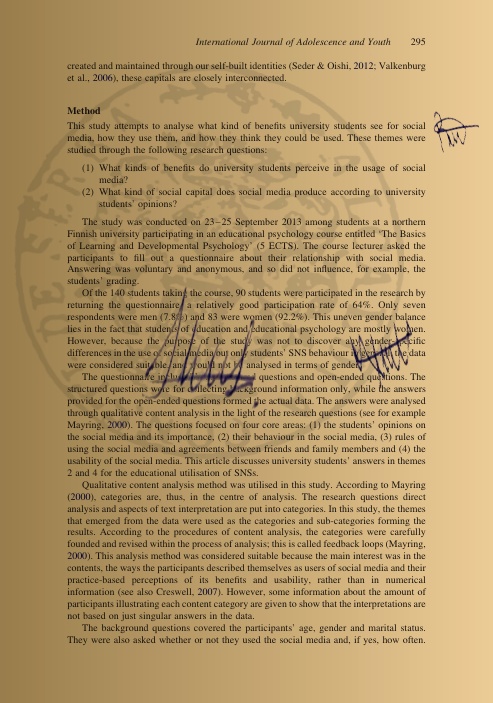 International Journal of Adolescence and Youth 295
created and maintained through our self-built identities (Seder & Oishi, 2012; Valkenburg
et al., 2006), these capitals are closely interconnected.
Method
This study attempts to analyse what kind of benefits university students see for social
media, how they use them, and how they think they could be used. These themes were
studied through the following research questions:
(1) What kinds of benefits do university students perceive in the usage of social
media?
(2) What kind of social capital does social media produce according to university
students' opinions?
The study was conducted on 23–25 September 2013 among students at a northern
Finnish university participating in an educational psychology course entitled 'The Basics
of Learning and Developmental Psychology' (5 ECTS). The course lecturer asked the
participants to fill out a questionnaire about their relationship with social media.
Answering was voluntary and anonymous, and so did not influence, for example, the
students' grading.
Of the 140 students taking the course, 90 students were participated in the research by
returning the questionnaire, a relatively good participation rate of 64%. Only seven
respondents were men (7.8%) and 83 were women (92.2%). This uneven gender balance
lies in the fact that students of education and educational psychology are mostly women.
However, because the purpose of the study was not to discover any gender-specific
differences in the use of social media but only students' SNS behaviour in the data
were considered suitable and not analysed in terms of gender
The questionnaire questions and open-ended questions. The
structured questions were for collecting background information only, while the answers
provided for the open-ended questions formed the actual data. The answers were analysed
through qualitative content analysis in the light of the research questions (see for example
Mayring, 2000). The questions focused on four core areas: (1) the students' opinions on
the social media and its importance, (2) their behaviour in the social media, (3) rules of
using the social media and agreements between friends and family members and (4) the
usability of the social media. This article discusses university students' answers in themes
2 and 4 for the educational utilisation of SNSs.
Qualitative content analysis method was utilised in this study. According to Mayring
(2000), categories are, thus, in the centre of analysis. The research questions direct
analysis and aspects of text interpretation are put into categories. In this study, the themes
that emerged from the data were used as the categories and sub-categories forming the
results. According to the procedures of content analysis, the categories were carefully
founded and revised within the process of analysis; this is called feedback loops (Mayring,
2000). This analysis method was considered suitable because the main interest was in the
contents, the ways the participants described themselves as users of social media and their
practice-based perceptions of its benefits and usability, rather than in numerical
information (see also Creswell, 2007). However, some information about the amount of
participants illustrating each content category are given to show that the interpretations are
not based on just singular answers in the data.
The background questions covered the participants' age, gender and marital status.
They were also asked whether or not they used the social media and, if yes, how often.